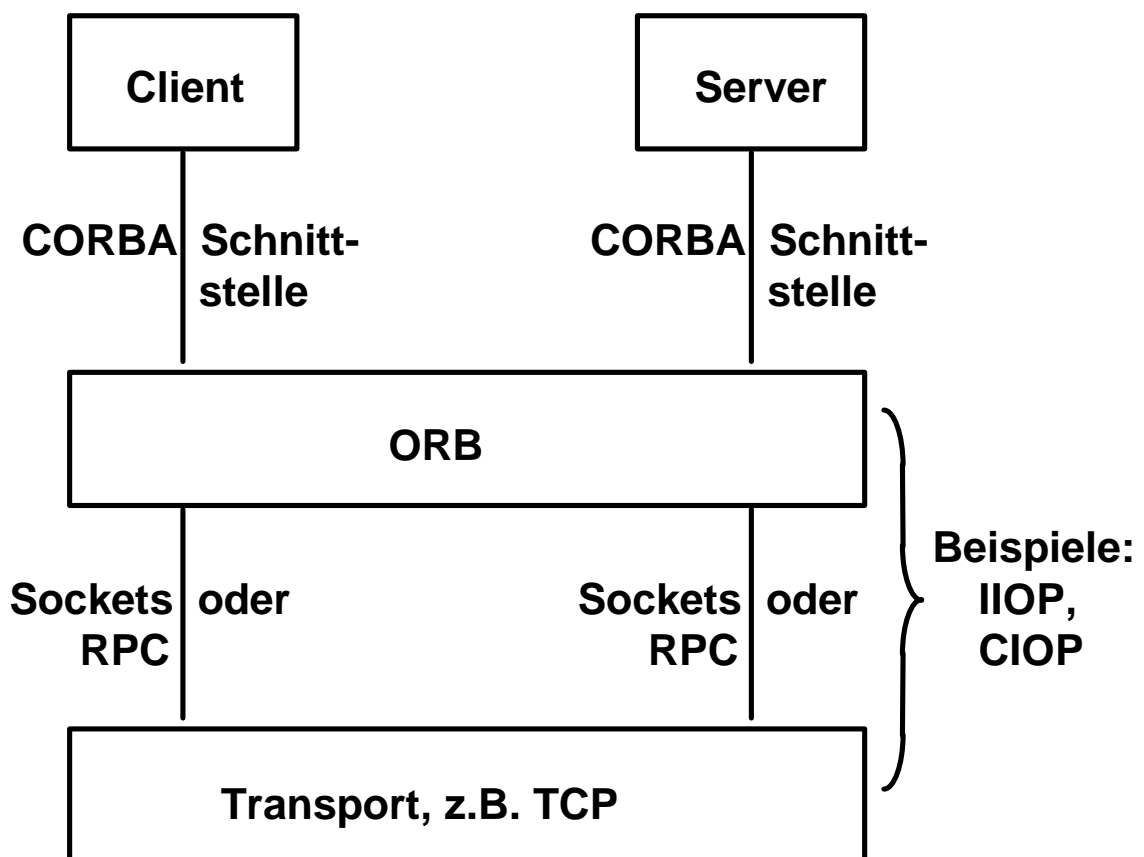 Client
Server
CORBA Schnitt-
stelle
CORBA Schnitt-
stelle
ORB
Sockets oder
RPC
Sockets oder
RPC
Beispiele:
IIOP,
CIOP
Transport, z.B. TCP